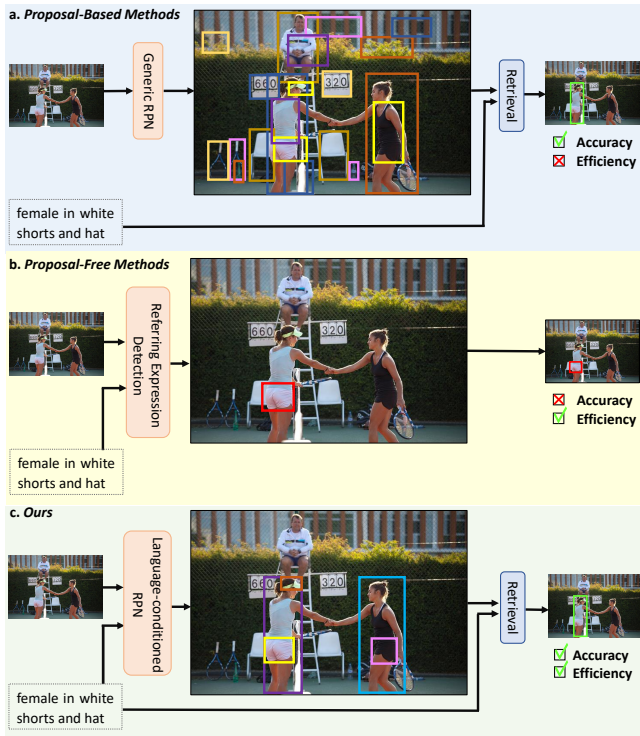 a. Proposal-Based Methods
Generic RPN
660
320
Retrieval
Accuracy
Efficiency
female in white
shorts and hat
b. Proposal-Free Methods
Referring Expression
Detection
660
320
Accuracy
Efficiency
female in white
shorts and hat
c. Ours
Language-conditioned
RPN
660
320
Retrieval
Accuracy
Efficiency
female in white
shorts and hat